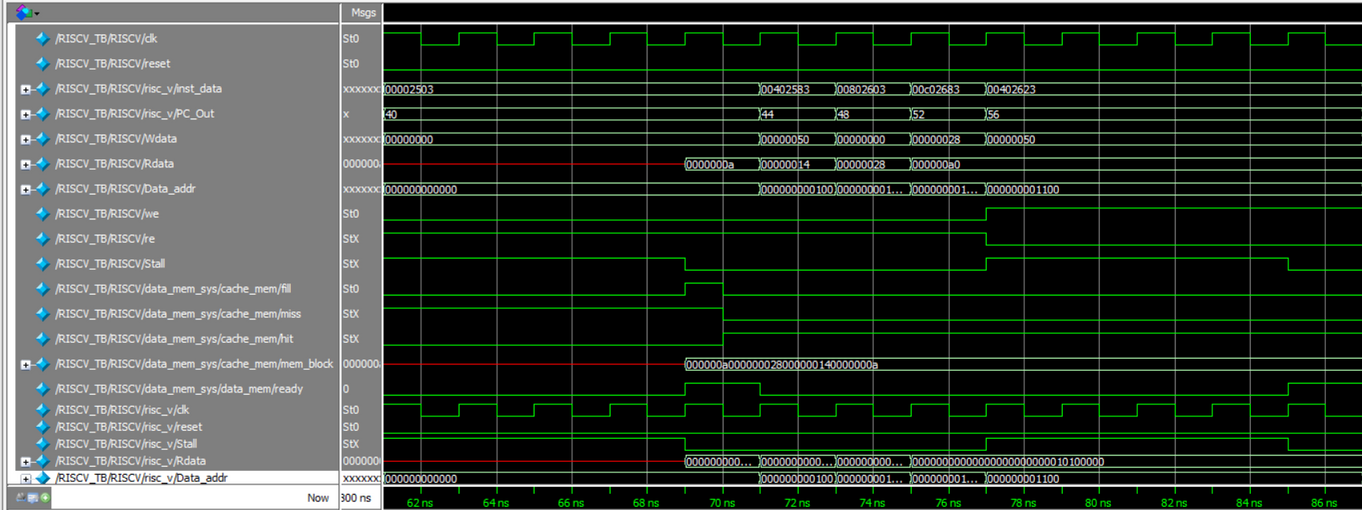 Msgs
/RISCV_TB/RISCV/clk St0
/RISCV_TB/RISCV/reset St0
/RISCV_TB/RISCV/risc_v/inst_data xxxxxxx 00002503 00402583 00802603 00c02683 00402623
/RISCV_TB/RISCV/risc_v/PC_Out x 40 44 48 52 56
/RISCV_TB/RISCV/Wdata xxxxxxx 00000000 00000050 00000000 00000028 00000050
/RISCV_TB/RISCV/Rdata 000000 0000000a 00000014 00000028 000000a0
/RISCV_TB/RISCV/Data_addr xxxxxxx 000000000000 000000000100 000000001... 000000001... 000000001100
/RISCV_TB/RISCV/we St0
/RISCV_TB/RISCV/re StX
/RISCV_TB/RISCV/Stall StX
/RISCV_TB/RISCV/data_mem_sys/cache_mem/fill St0
/RISCV_TB/RISCV/data_mem_sys/cache_mem/miss StX
/RISCV_TB/RISCV/data_mem_sys/cache_mem/hit StX
/RISCV_TB/RISCV/data_mem_sys/cache_mem/mem_block 000000 000000a000000028000000140000000a
/RISCV_TB/RISCV/data_mem_sys/data_mem/ready 0
/RISCV_TB/RISCV/risc_v/clk St0
/RISCV_TB/RISCV/risc_v/reset St0
/RISCV_TB/RISCV/risc_v/Stall StX
/RISCV_TB/RISCV/risc_v/Rdata 000000 000000000... 000000000... 000000000... 00000000000000000000000010100000
/RISCV_TB/RISCV/risc_v/Data_addr xxxxxx 000000000000 000000000100 000000001... 000000001... 000000001100
Now 300 ns 62 ns 64 ns 66 ns 68 ns 70 ns 72 ns 74 ns 76 ns 78 ns 80 ns 82 ns 84 ns 86 ns